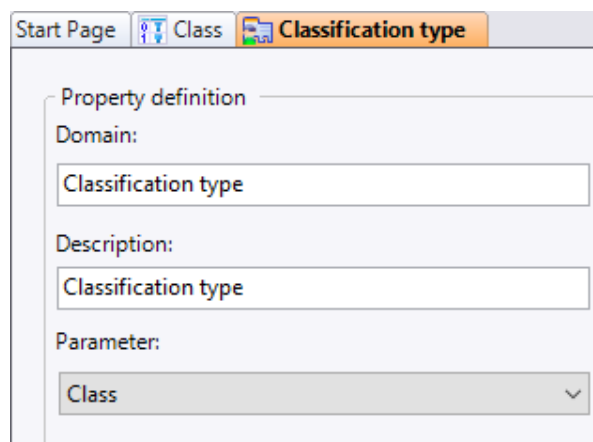 Start Page Class Classification type
Property definition
Domain:
Classification type
Description:
Classification type
Parameter:
Class